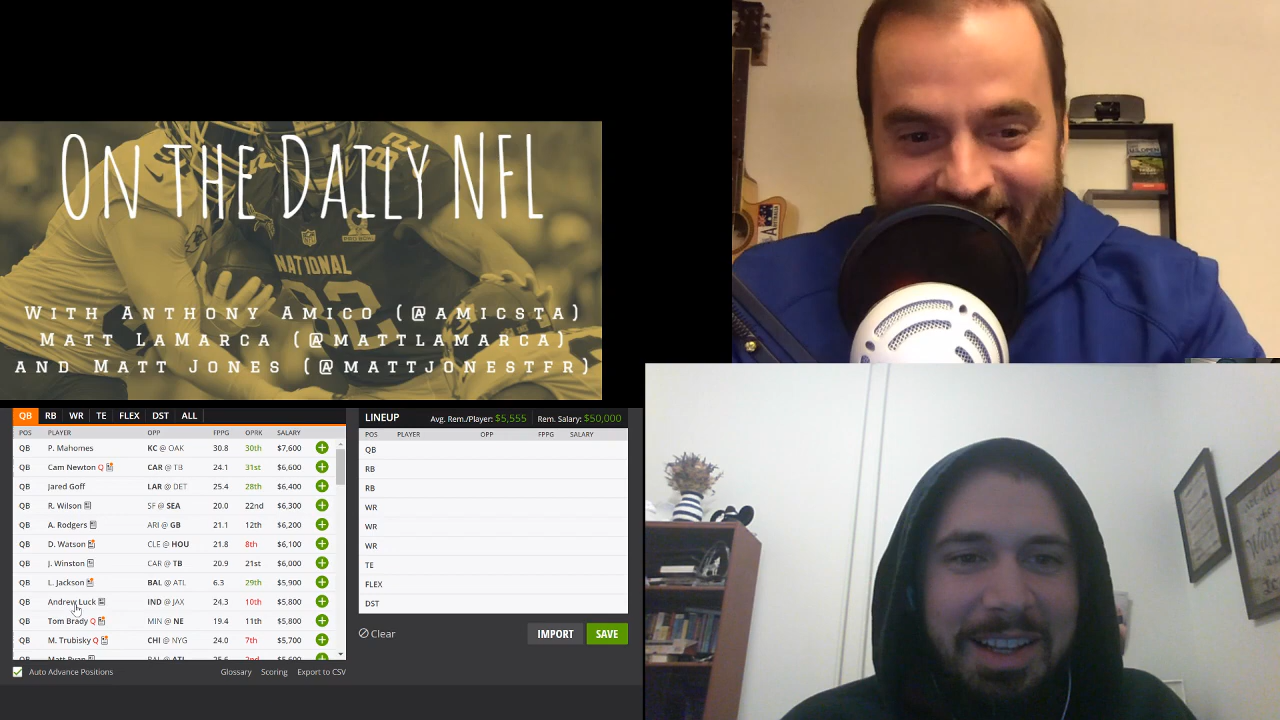 On the Daily NFL
NATIONAL
With Anthony Amico (@amicsta)
Matt LaMarca (@mattlamarca)
and Matt Jones (@mattjonestfr)
QB RB WR TE FLEX DST ALL
POS PLAYER OPP FPPG OPRK SALARY
QB P. Mahomes KC @ OAK 30.8 30th $7,600
QB Cam Newton Q CAR @ TB 24.1 31st $6,600
QB Jared Goff LAR @ DET 25.4 28th $6,400
QB R. Wilson SF @ SEA 20.0 22nd $6,300
QB A. Rodgers ARI @ GB 21.1 12th $6,200
QB D. Watson CLE @ HOU 21.8 8th $6,100
QB J. Winston CAR @ TB 20.9 21st $6,000
QB L. Jackson BAL @ ATL 6.3 29th $5,900
QB Andrew Luck IND @ JAX 24.3 10th $5,800
QB Tom Brady Q MIN @ NE 19.4 11th $5,800
QB M. Trubisky Q CHI @ NYG 24.0 7th $5,700
Auto Advance Positions Glossary Scoring Export to CSV
LINEUP Avg. Rem./Player: $5,555 Rem. Salary: $50,000
POS PLAYER OPP FPPG SALARY
QB
RB
RB
WR
WR
WR
TE
FLEX
DST
Clear IMPORT SAVE